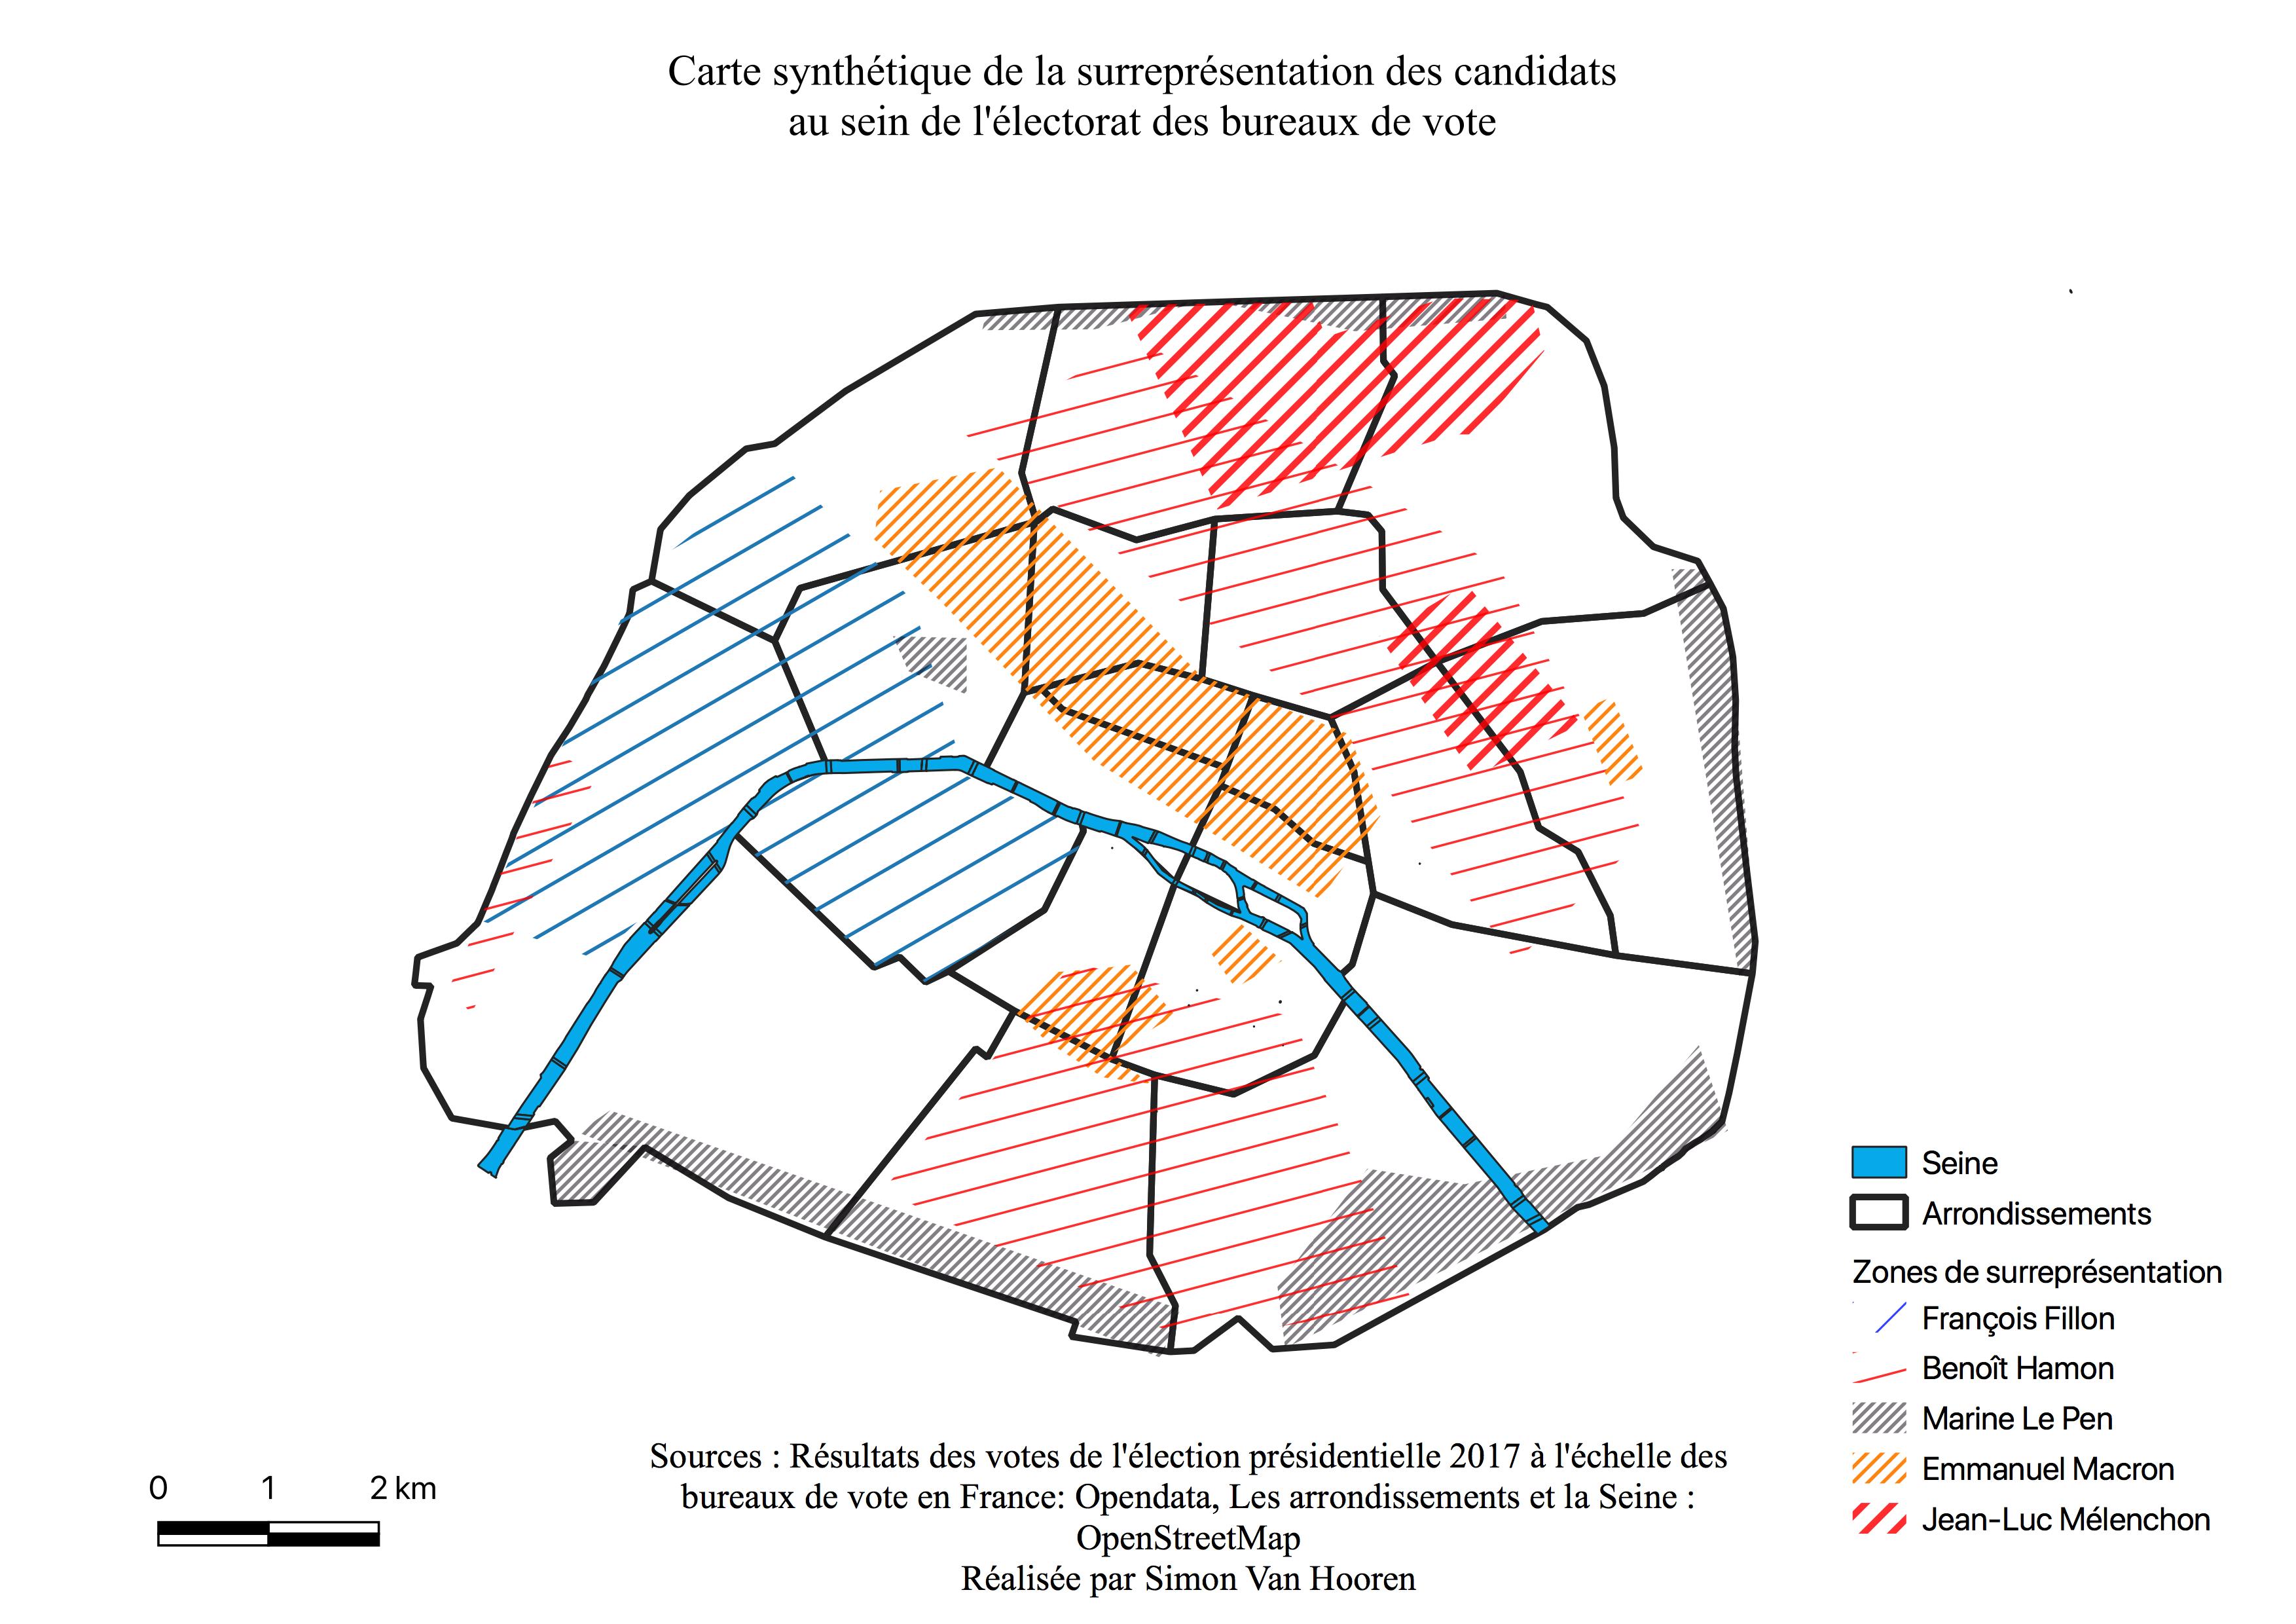 Carte synthétique de la surreprésentation des candidats
au sein de l'électorat des bureaux de vote
Seine
Arrondissements
Zones de surreprésentation
François Fillon
Benoît Hamon
Marine Le Pen
Emmanuel Macron
Jean-Luc Mélenchon
0 1 2 km
Sources : Résultats des votes de l'élection présidentielle 2017 à l'échelle des
bureaux de vote en France: Opendata, Les arrondissements et la Seine :
OpenStreetMap
Réalisée par Simon Van Hooren